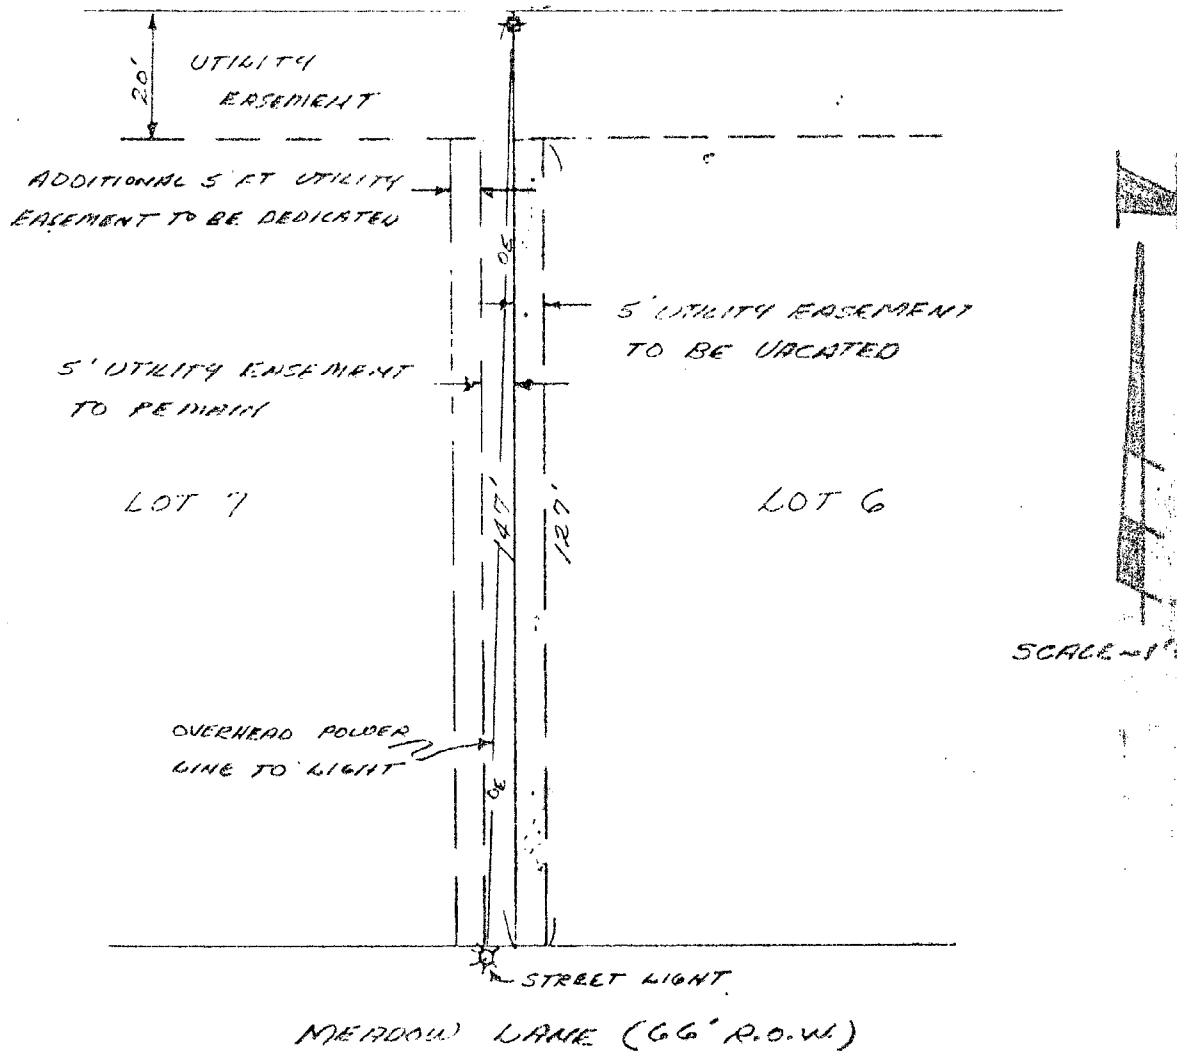 20'
UTILITY
EASEMENT
ADDITIONAL 5' FT UTILITY
EASEMENT TO BE DEDICATED
OE
5' UTILITY EASEMENT
TO BE VACATED
5' UTILITY EASEMENT
TO REMAIN
LOT 7
147'
127'
LOT 6
SCALE~1"
OVERHEAD POWER
LINE TO LIGHT
OE
STREET LIGHT
MEADOW LANE (66' R.O.W.)